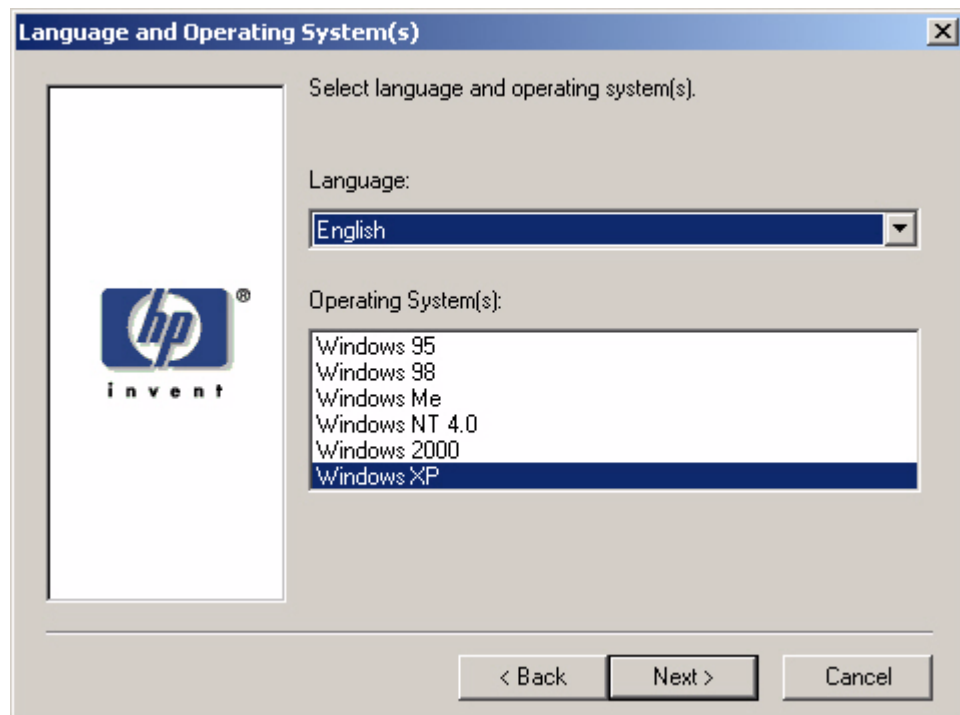 Language and Operating System(s)
Select language and operating system(s).
Language:
English
hp ®
invent
Operating System(s):
Windows 95
Windows 98
Windows Me
Windows NT 4.0
Windows 2000
Windows XP
< Back
Next >
Cancel